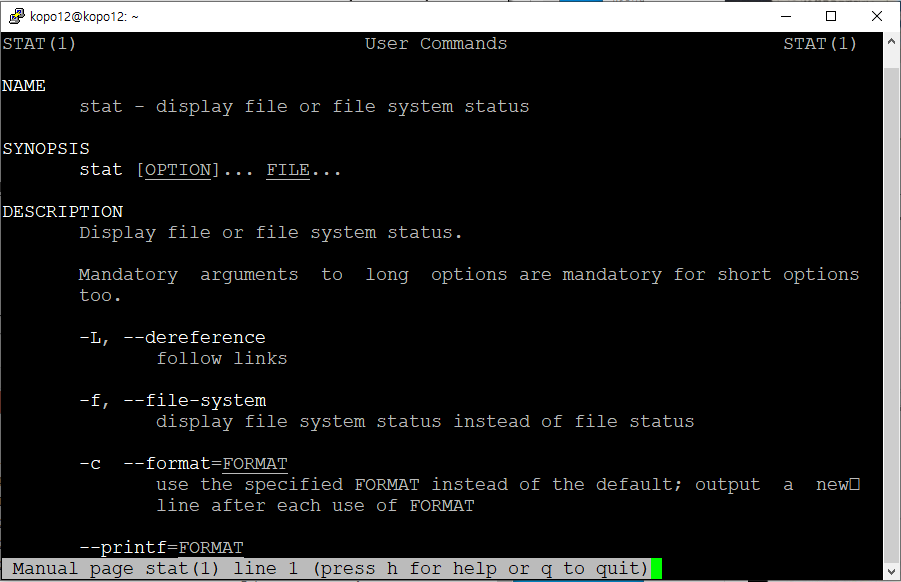 kopo12@kopo12: ~
STAT(1) User Commands STAT(1)
NAME
stat - display file or file system status
SYNOPSIS
stat [OPTION]... FILE...
DESCRIPTION
Display file or file system status.
Mandatory arguments to long options are mandatory for short options
too.
-L, --dereference
follow links
-f, --file-system
display file system status instead of file status
-c --format=FORMAT
use the specified FORMAT instead of the default; output a new□
line after each use of FORMAT
--printf=FORMAT
Manual page stat(1) line 1 (press h for help or q to quit)